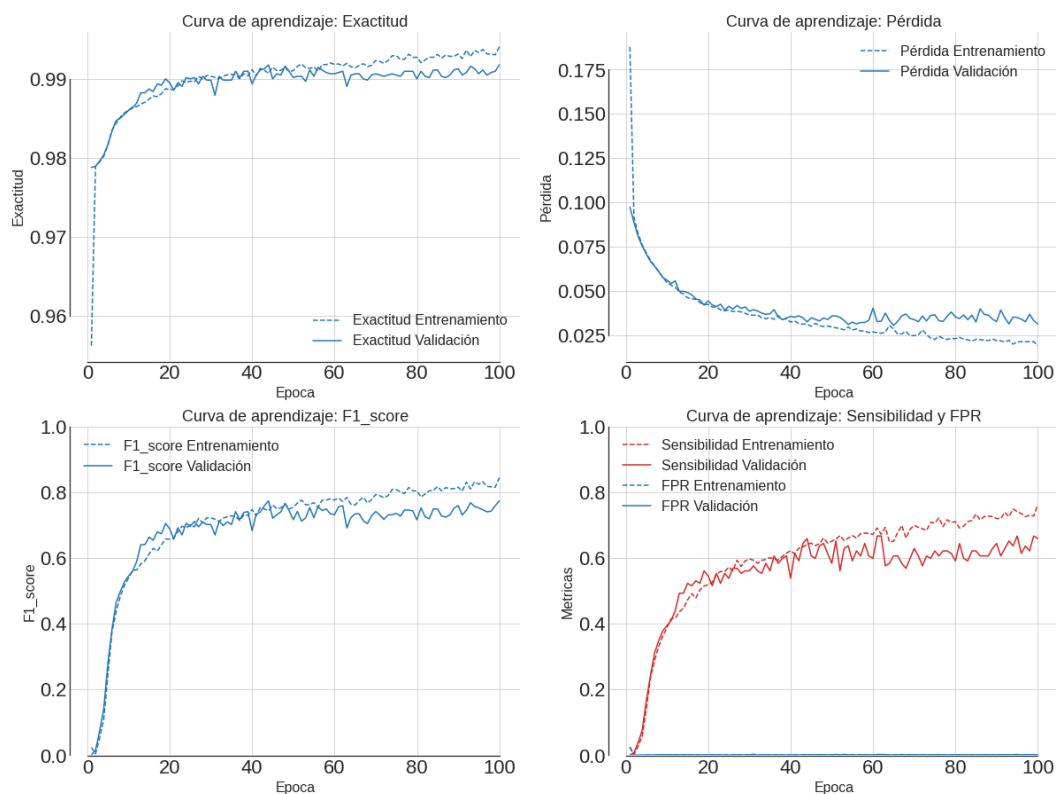 Curva de aprendizaje: Exactitud
0.99
0.98
0.97
0.96
Exactitud
Exactitud Entrenamiento
Exactitud Validación
0
20
40
60
80
100
Epoca
Curva de aprendizaje: Pérdida
0.175
0.150
0.125
0.100
0.075
0.050
0.025
Pérdida
Pérdida Entrenamiento
Pérdida Validación
0
20
40
60
80
100
Epoca
Curva de aprendizaje: F1_score
1.0
0.8
0.6
0.4
0.2
0.0
F1_score
F1_score Entrenamiento
F1_score Validación
0
20
40
60
80
100
Epoca
Curva de aprendizaje: Sensibilidad y FPR
1.0
0.8
0.6
0.4
0.2
0.0
Metricas
Sensibilidad Entrenamiento
Sensibilidad Validación
FPR Entrenamiento
FPR Validación
0
20
40
60
80
100
Epoca